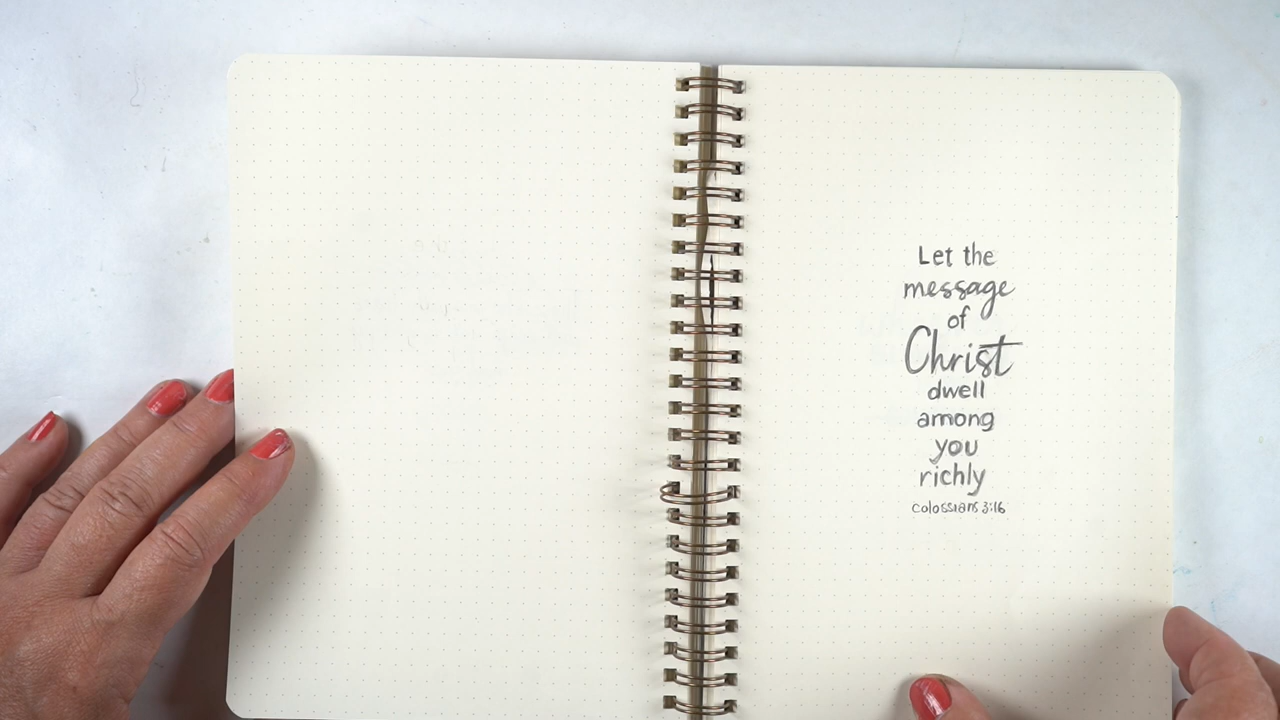 Let the
message
of
Christ
dwell
among
you
richly
Colossians 3:16